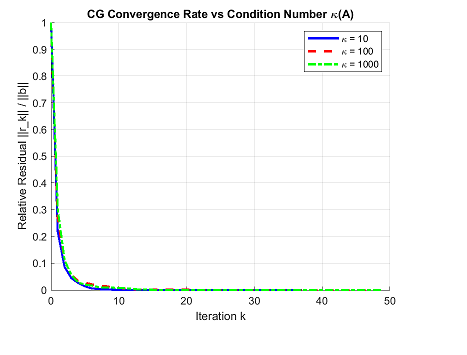 CG Convergence Rate vs Condition Number κ(A)
κ = 10
κ = 100
κ = 1000
Relative Residual ||r_k|| / ||b||
1
0.9
0.8
0.7
0.6
0.5
0.4
0.3
0.2
0.1
0
0 10 20 30 40 50
Iteration k